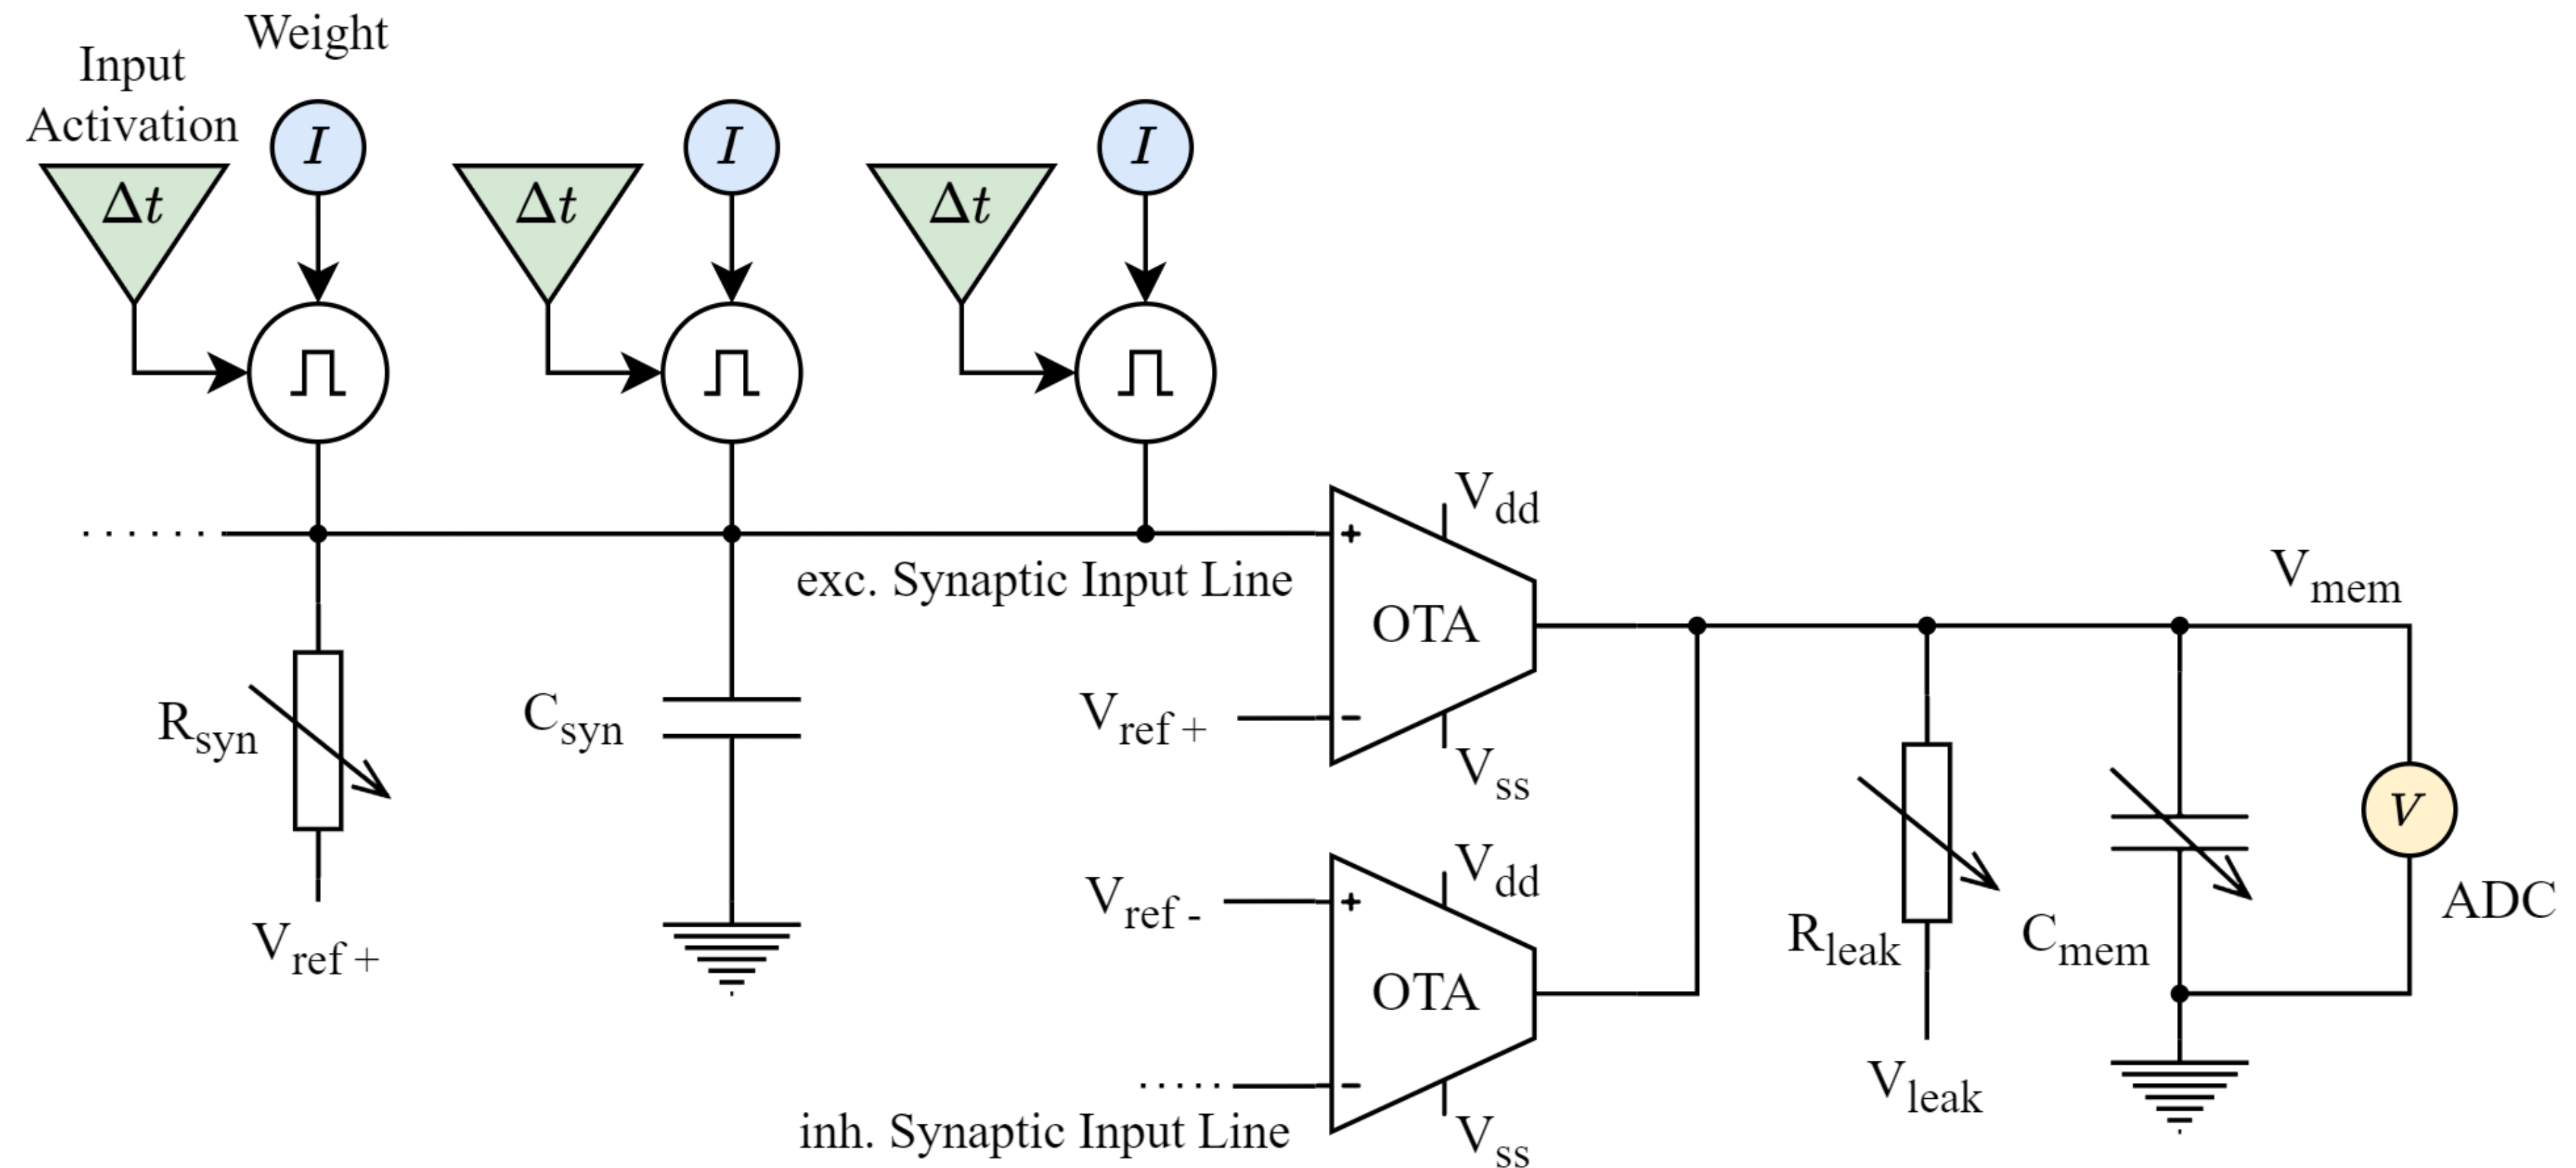 Weight
Input
Activation
I
I
I
Δt
Δt
Δt
V_dd
exc. Synaptic Input Line
+
V_mem
OTA
R_syn
C_syn
V_ref +
-
V_ss
V
V_dd
V_ref -
+
ADC
V_ref +
R_leak
C_mem
OTA
V_leak
-
inh. Synaptic Input Line
V_ss